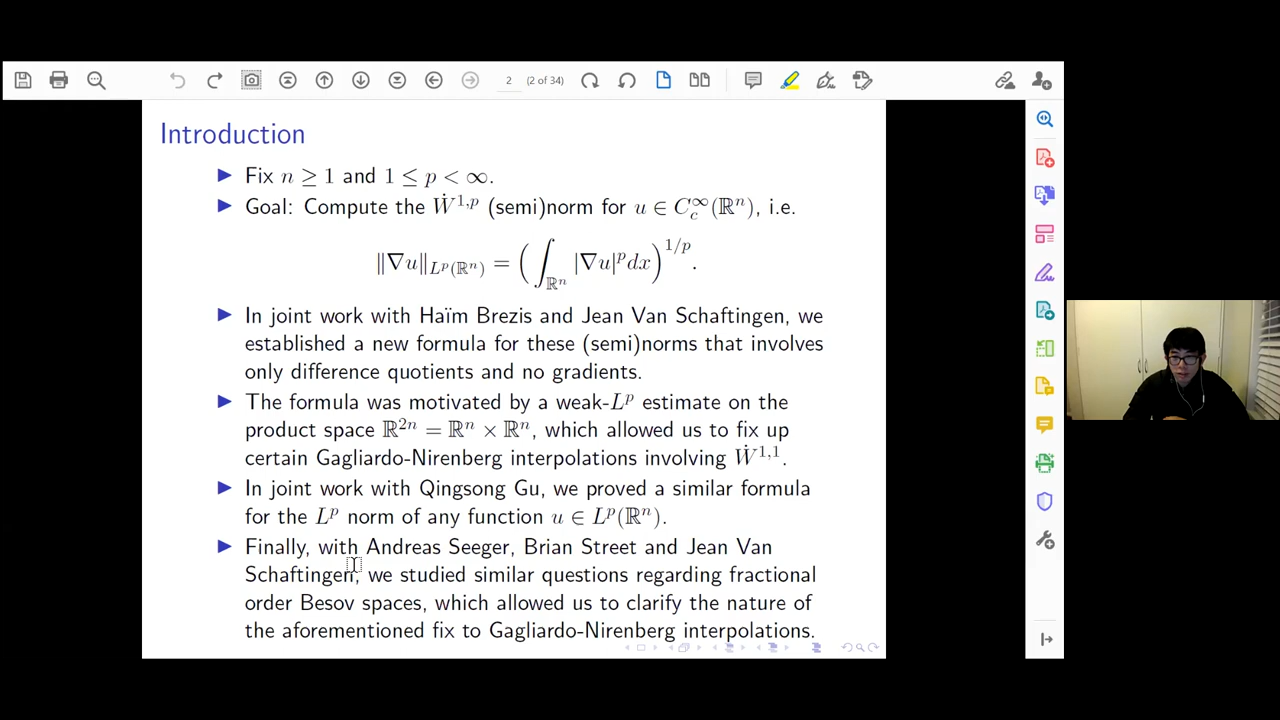 2 (2 of 34)
Introduction
Fix n ≥ 1 and 1 ≤ p < ∞.
Goal: Compute the Ẇ^{1,p} (semi)norm for u ∈ C_c^∞(ℝ^n), i.e.
‖∇u‖_{L^p(ℝ^n)} = (∫_{ℝ^n} |∇u|^p dx)^{1/p}.
In joint work with Haïm Brezis and Jean Van Schaftingen, we
established a new formula for these (semi)norms that involves
only difference quotients and no gradients.
The formula was motivated by a weak-L^p estimate on the
product space ℝ^{2n} = ℝ^n × ℝ^n, which allowed us to fix up
certain Gagliardo-Nirenberg interpolations involving Ẇ^{1,1}.
In joint work with Qingsong Gu, we proved a similar formula
for the L^p norm of any function u ∈ L^p(ℝ^n).
Finally, with Andreas Seeger, Brian Street and Jean Van
Schaftingen, we studied similar questions regarding fractional
order Besov spaces, which allowed us to clarify the nature of
the aforementioned fix to Gagliardo-Nirenberg interpolations.